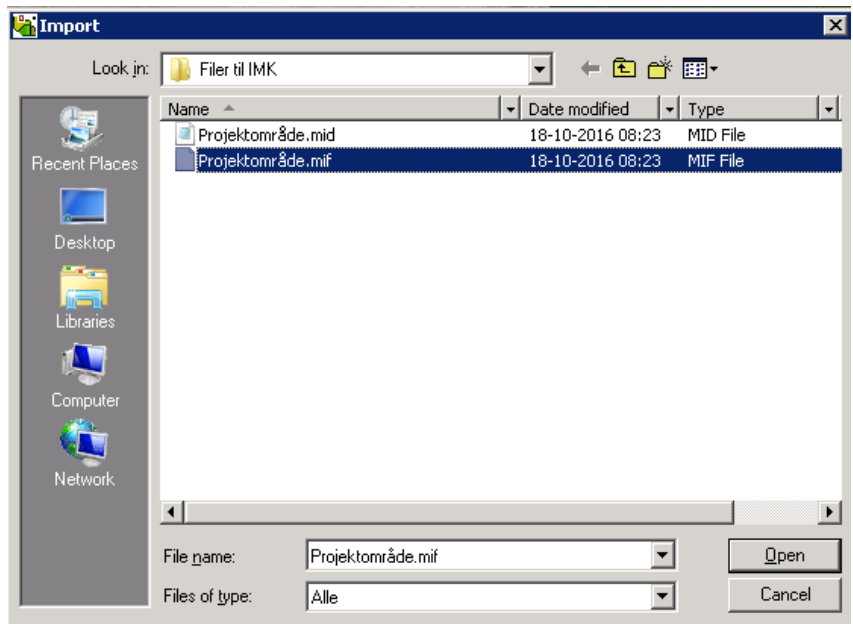 Import
Look in: Filer til IMK
Name Date modified Type
Projektområde.mid 18-10-2016 08:23 MID File
Projektområde.mif 18-10-2016 08:23 MIF File
Recent Places
Desktop
Libraries
Computer
Network
File name: Projektområde.mif Open
Files of type: Alle Cancel